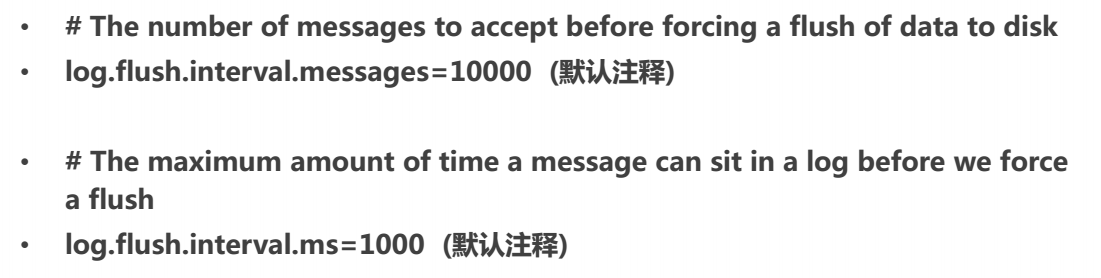 • # The number of messages to accept before forcing a flush of data to disk
• log.flush.interval.messages=10000 (默认注释)
• # The maximum amount of time a message can sit in a log before we force
a flush
• log.flush.interval.ms=1000 (默认注释)